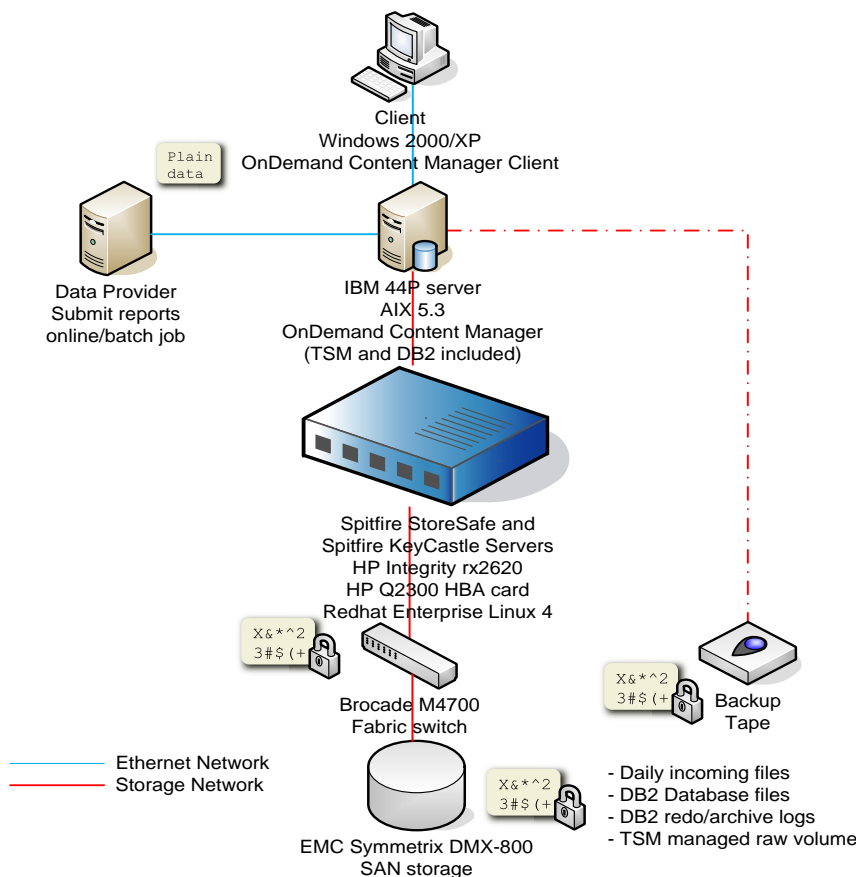 Client
Windows 2000/XP
OnDemand Content Manager Client
Plain
data
Data Provider
Submit reports
online/batch job
IBM 44P server
AIX 5.3
OnDemand Content Manager
(TSM and DB2 included)
Spitfire StoreSafe and
Spitfire KeyCastle Servers
HP Integrity rx2620
HP Q2300 HBA card
Redhat Enterprise Linux 4
X&*^2
3#$(+
Brocade M4700
Fabric switch
X&*^2
3#$(+
Backup
Tape
Ethernet Network
Storage Network
X&*^2
3#$(+
EMC Symmetrix DMX-800
SAN storage
- Daily incoming files
- DB2 Database files
- DB2 redo/archive logs
- TSM managed raw volume